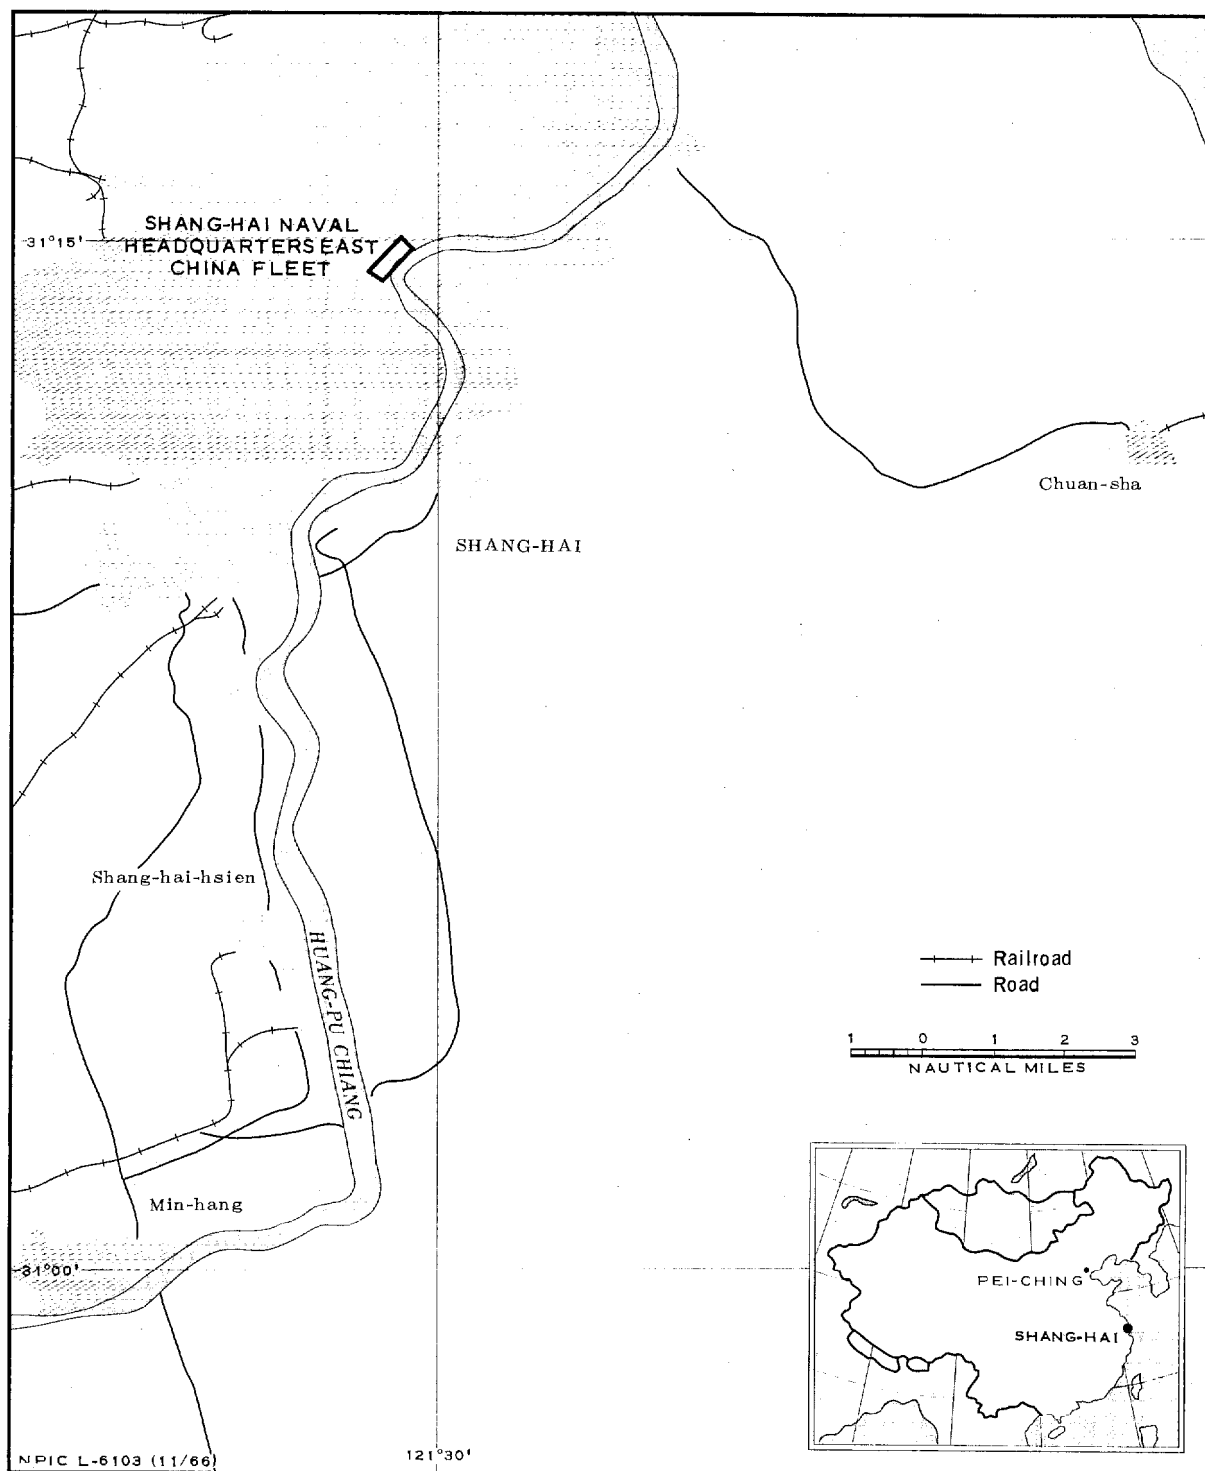 SHANG-HAI NAVAL
HEADQUARTERS EAST
CHINA FLEET
31°15'
Chuan-sha
SHANG-HAI
Shang-hai-hsien
HUANG-PU CHIANG
Railroad
Road
1 0 1 2 3
NAUTICAL MILES
Min-hang
31°00'
PEI-CHING
SHANG-HAI
NPIC L-6103 (11/66)
121°30'